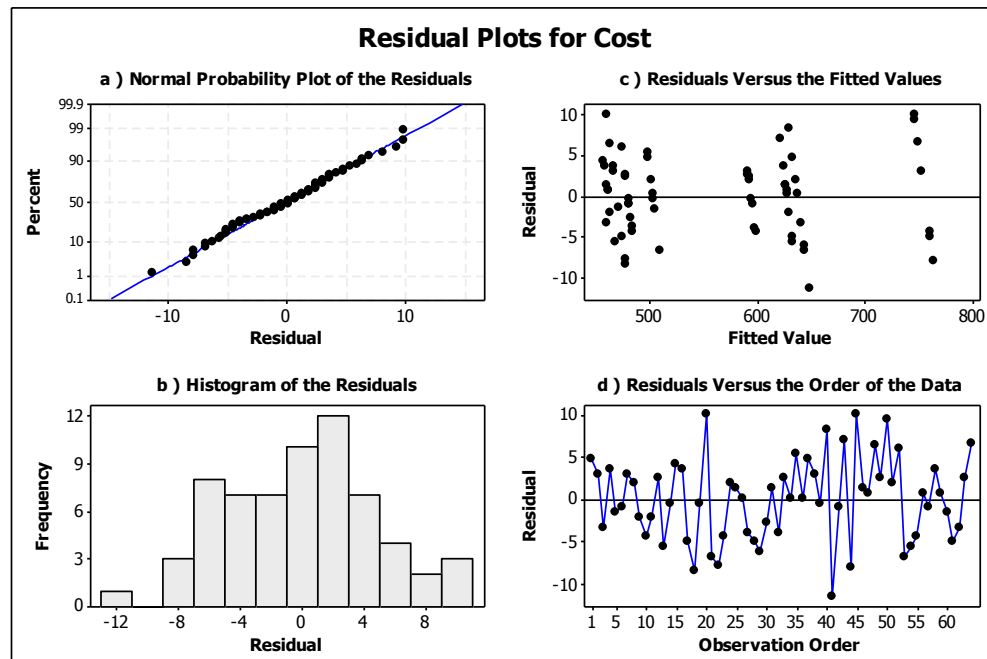 Residual Plots for Cost
a ) Normal Probability Plot of the Residuals
99.9
99
90
50
10
1
0.1
Percent
-10 0 10
Residual
c ) Residuals Versus the Fitted Values
10
5
0
-5
-10
Residual
500 600 700 800
Fitted Value
b ) Histogram of the Residuals
12
9
6
3
0
Frequency
-12 -8 -4 0 4 8
Residual
d ) Residuals Versus the Order of the Data
10
5
0
-5
-10
Residual
1 5 10 15 20 25 30 35 40 45 50 55 60
Observation Order